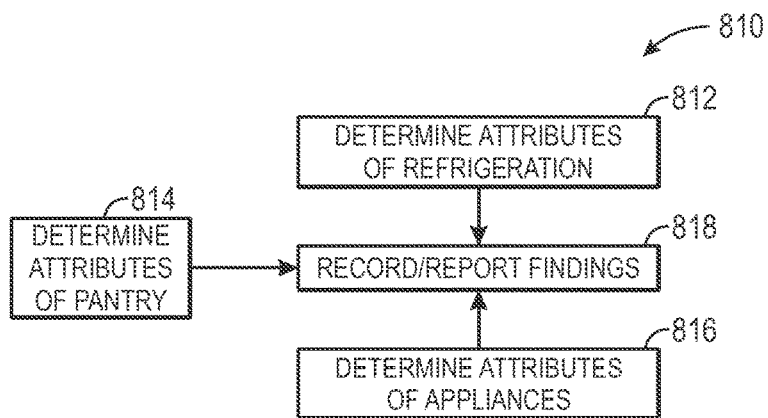 810
812
DETERMINE ATTRIBUTES
OF REFRIGERATION
814
DETERMINE
ATTRIBUTES
OF PANTRY
818
RECORD/REPORT FINDINGS
816
DETERMINE ATTRIBUTES
OF APPLIANCES